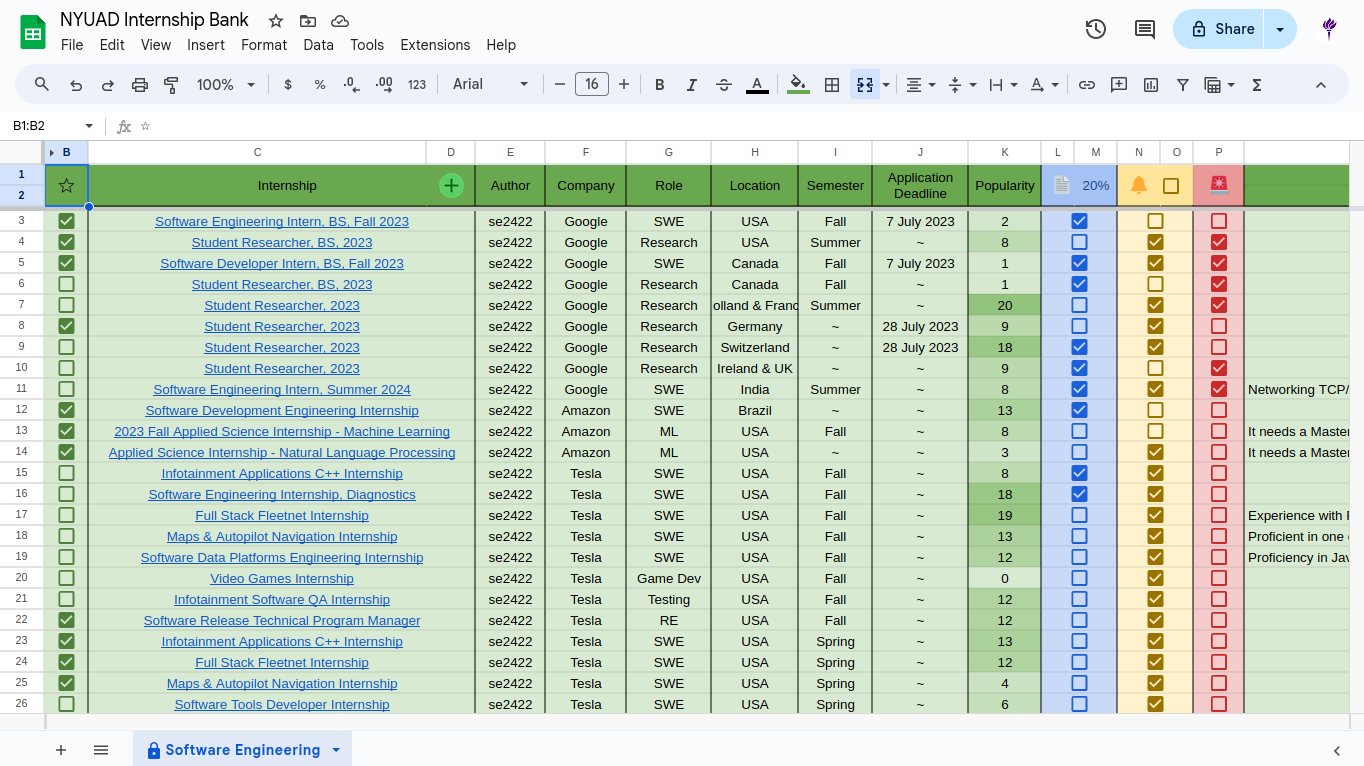 NYUAD Internship Bank
File Edit View Insert Format Data Tools Extensions Help
Share
100% $ % .0 .00 123 Arial 16 B I S A
B1:B2 fx ☆
B C D E F G H I J K L M N O P
1 2 ☆ Internship Author Company Role Location Semester Application Deadline Popularity 20%
3 Software Engineering Intern, BS, Fall 2023 se2422 Google SWE USA Fall 7 July 2023 2
4 Student Researcher, BS, 2023 se2422 Google Research USA Summer ~ 8
5 Software Developer Intern, BS, Fall 2023 se2422 Google SWE Canada Fall 7 July 2023 1
6 Student Researcher, BS, 2023 se2422 Google Research Canada Fall ~ 1
7 Student Researcher, 2023 se2422 Google Research olland & Franc Summer ~ 20
8 Student Researcher, 2023 se2422 Google Research Germany ~ 28 July 2023 9
9 Student Researcher, 2023 se2422 Google Research Switzerland ~ 28 July 2023 18
10 Student Researcher, 2023 se2422 Google Research Ireland & UK ~ ~ 9
11 Software Engineering Intern, Summer 2024 se2422 Google SWE India Summer ~ 8 Networking TCP/
12 Software Development Engineering Internship se2422 Amazon SWE Brazil ~ ~ 13
13 2023 Fall Applied Science Internship - Machine Learning se2422 Amazon ML USA Fall ~ 8 It needs a Master
14 Applied Science Internship - Natural Language Processing se2422 Amazon ML USA ~ ~ 3 It needs a Master
15 Infotainment Applications C++ Internship se2422 Tesla SWE USA Fall ~ 8
16 Software Engineering Internship, Diagnostics se2422 Tesla SWE USA Fall ~ 18
17 Full Stack Fleetnet Internship se2422 Tesla SWE USA Fall ~ 19 Experience with
18 Maps & Autopilot Navigation Internship se2422 Tesla SWE USA Fall ~ 13 Proficient in one
19 Software Data Platforms Engineering Internship se2422 Tesla SWE USA Fall ~ 12 Proficiency in Jav
20 Video Games Internship se2422 Tesla Game Dev USA Fall ~ 0
21 Infotainment Software QA Internship se2422 Tesla Testing USA Fall ~ 12
22 Software Release Technical Program Manager se2422 Tesla RE USA Fall ~ 12
23 Infotainment Applications C++ Internship se2422 Tesla SWE USA Spring ~ 13
24 Full Stack Fleetnet Internship se2422 Tesla SWE USA Spring ~ 12
25 Maps & Autopilot Navigation Internship se2422 Tesla SWE USA Spring ~ 4
26 Software Tools Developer Internship se2422 Tesla SWE USA Spring ~ 6
Software Engineering